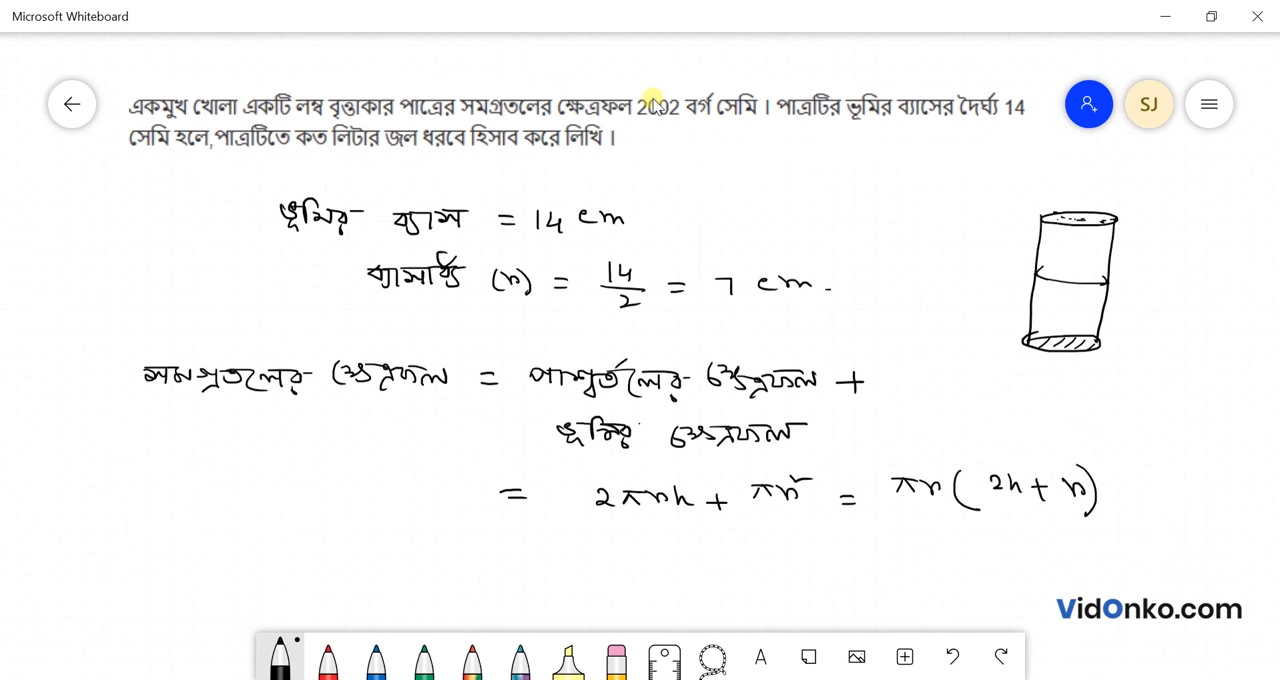 Microsoft Whiteboard
একমুখ খোলা একটি লম্ব বৃত্তাকার পাত্রের সমগ্রতলের ক্ষেত্রফল 2002 বর্গ সেমি । পাত্রটির ভূমির ব্যাসের দৈর্ঘ্য 14
সেমি হলে,পাত্রটিতে কত লিটার জল ধরবে হিসাব করে লিখি ।
SJ
ভূমির ব্যাস = 14 cm
ব্যাসার্ধ্য (r) = 14/2 = 7 cm.
সমগ্রতলের ক্ষেত্রফল = পার্শ্বতলের ক্ষেত্রফল +
ভূমির ক্ষেত্রফল
= 2πrh + πr² = πr(2h + r)
VidOnko.com
A